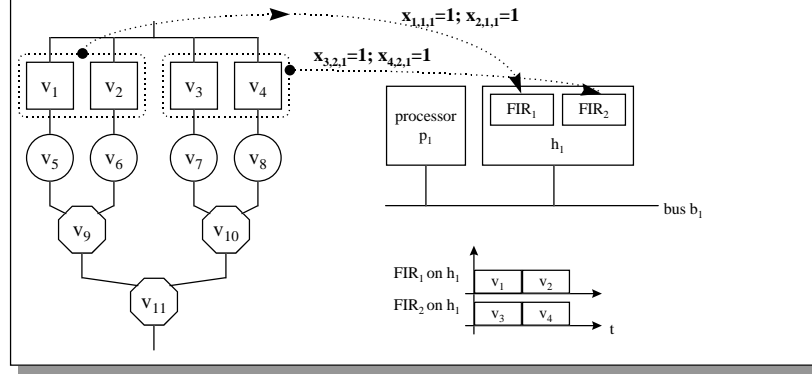 x1,1,1=1; x2,1,1=1
x3,2,1=1; x4,2,1=1
v1 v2 v3 v4
v5 v6 v7 v8
v9 v10
v11
processor
p1
FIR1 FIR2
h1
bus b1
FIR1 on h1 v1 v2
FIR2 on h1 v3 v4
t